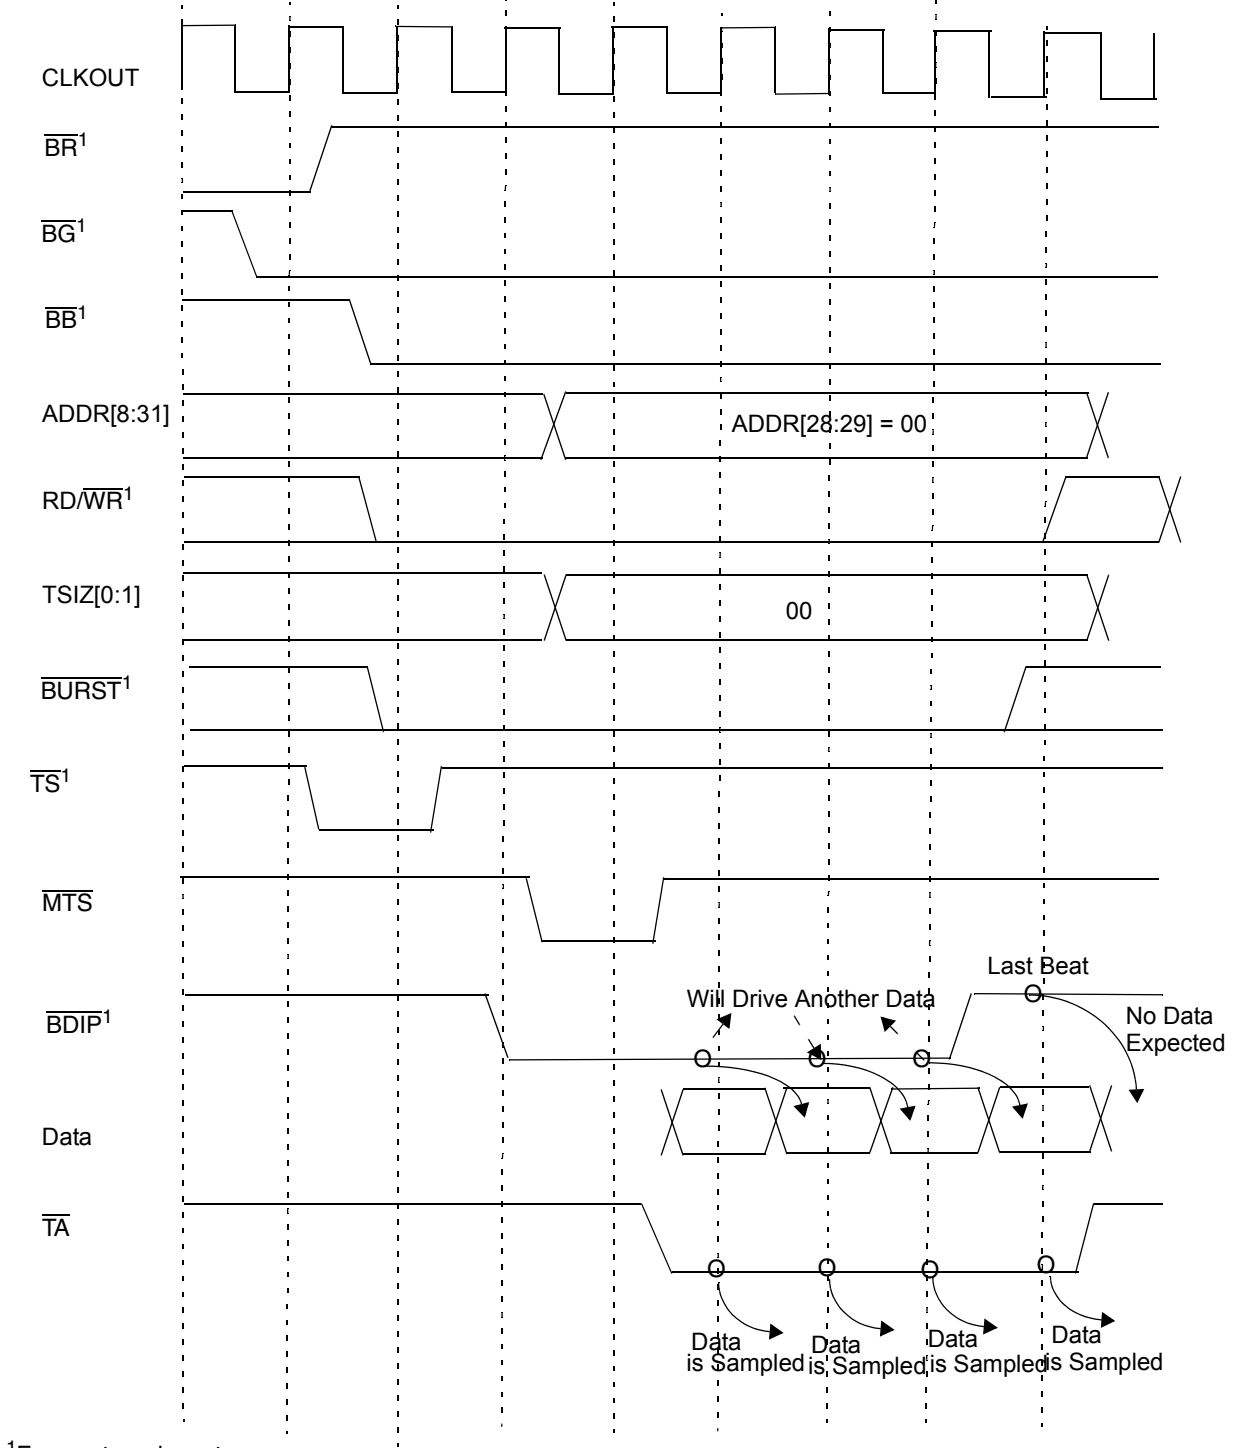 CLKOUT
BR1
BG1
BB1
ADDR[8:31]
ADDR[28:29] = 00
RD/WR1
TSIZ[0:1]
00
BURST1
TS1
MTS
Last Beat
Will Drive Another Data
BDIP1
No Data
Expected
Data
TA
Data
is Sampled
Data
is Sampled
Data
is Sampled
Data
is Sampled